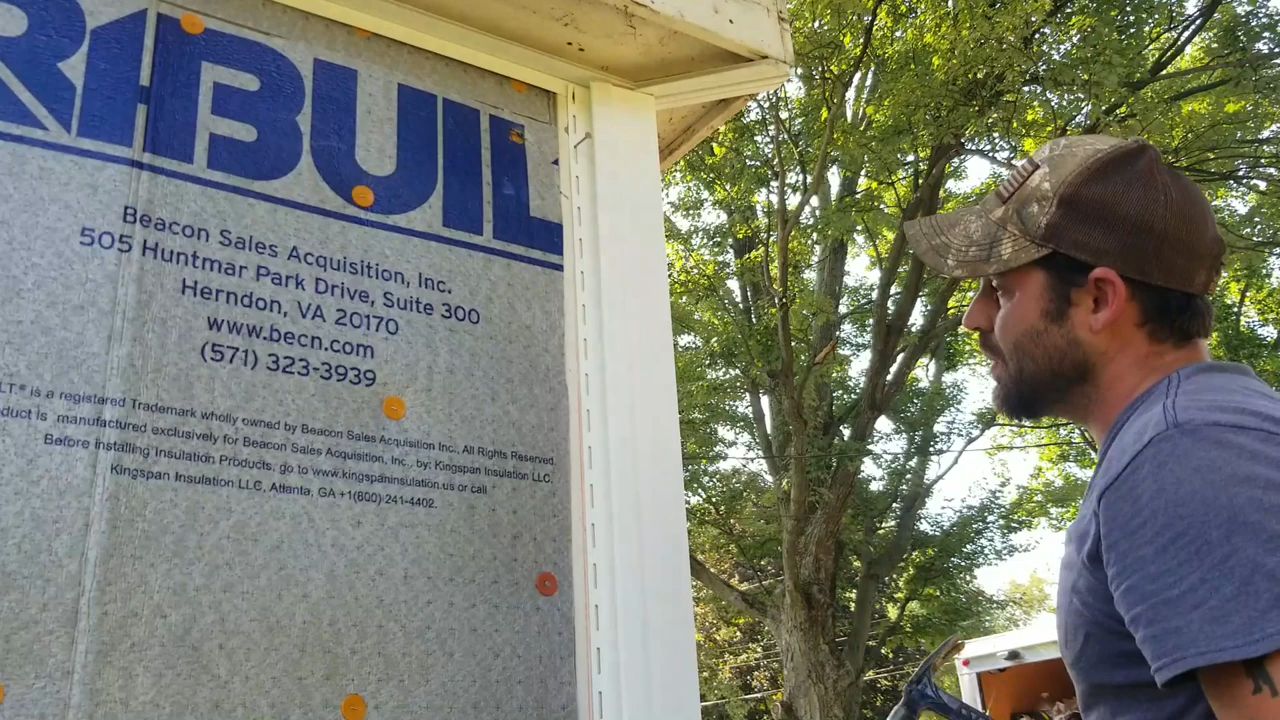 RIBUIL
Beacon Sales Acquisition, Inc.
505 Huntmar Park Drive, Suite 300
Herndon, VA 20170
www.becn.com
(571) 323-3939
LT.® is a registered Trademark wholly owned by Beacon Sales Acquisition Inc., All Rights Reserved.
duct is manufactured exclusively for Beacon Sales Acquisition, Inc., by: Kingspan Insulation LLC.
Before installing Insulation Products, go to www.kingspaninsulation.us or call
Kingspan Insulation LLC, Atlanta, GA +1(800) 241-4402.